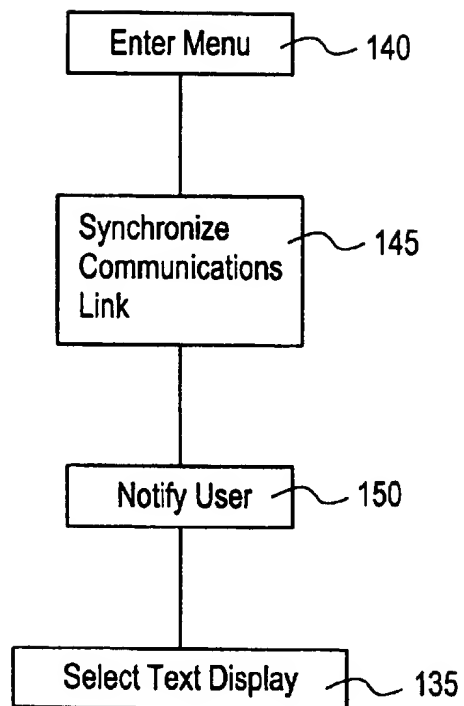 Enter Menu
140
Synchronize
Communications
Link
145
Notify User
150
Select Text Display
135